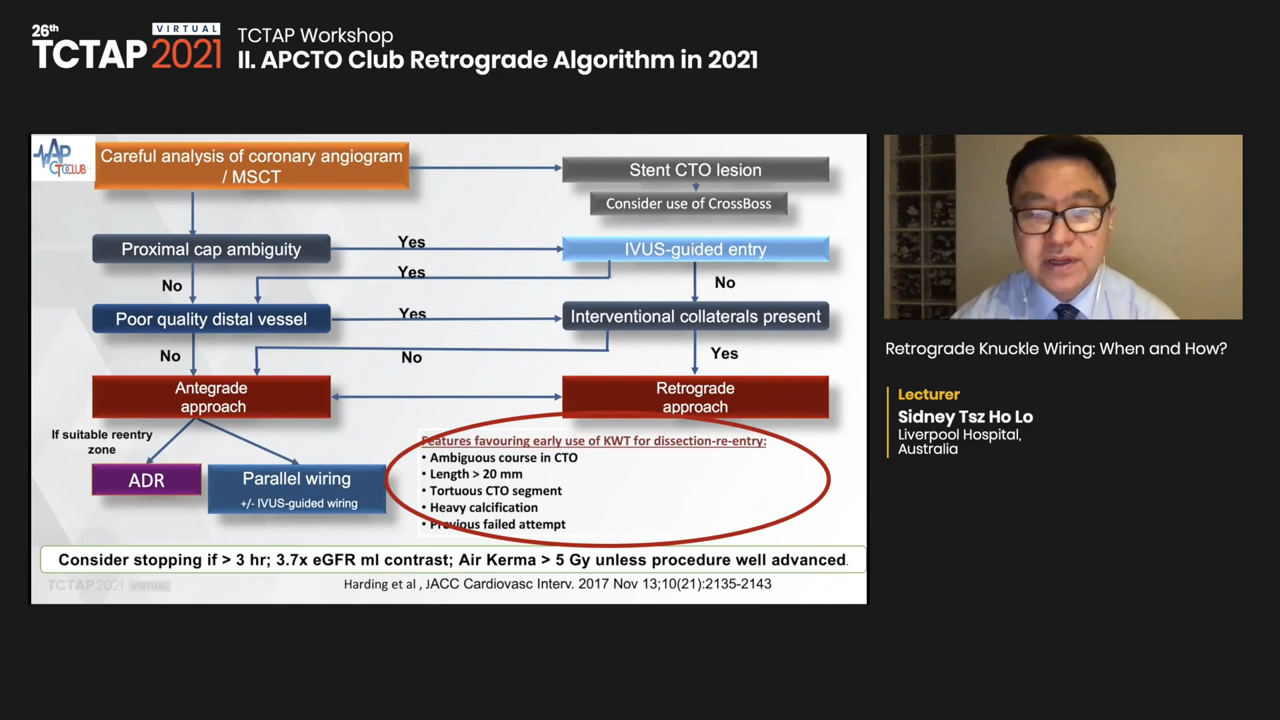 26th
VIRTUAL
TCTAP 2021
TCTAP Workshop
II. APCTO Club Retrograde Algorithm in 2021
AP
CTOCLUB
Careful analysis of coronary angiogram
/ MSCT
Stent CTO lesion
Consider use of CrossBoss
Proximal cap ambiguity
Yes
IVUS-guided entry
Yes
No
No
Poor quality distal vessel
Yes
Interventional collaterals present
No
No
Yes
Antegrade
approach
Retrograde
approach
If suitable reentry
zone
ADR
Parallel wiring
+/- IVUS-guided wiring
Features favouring early use of KWT for dissection-re-entry:
• Ambiguous course in CTO
• Length > 20 mm
• Tortuous CTO segment
• Heavy calcification
• Previous failed attempt
Consider stopping if > 3 hr; 3.7x eGFR ml contrast; Air Kerma > 5 Gy unless procedure well advanced.
TCTAP 2021 VIRTUAL
Harding et al , JACC Cardiovasc Interv. 2017 Nov 13;10(21):2135-2143
Retrograde Knuckle Wiring: When and How?
Lecturer
Sidney Tsz Ho Lo
Liverpool Hospital,
Australia